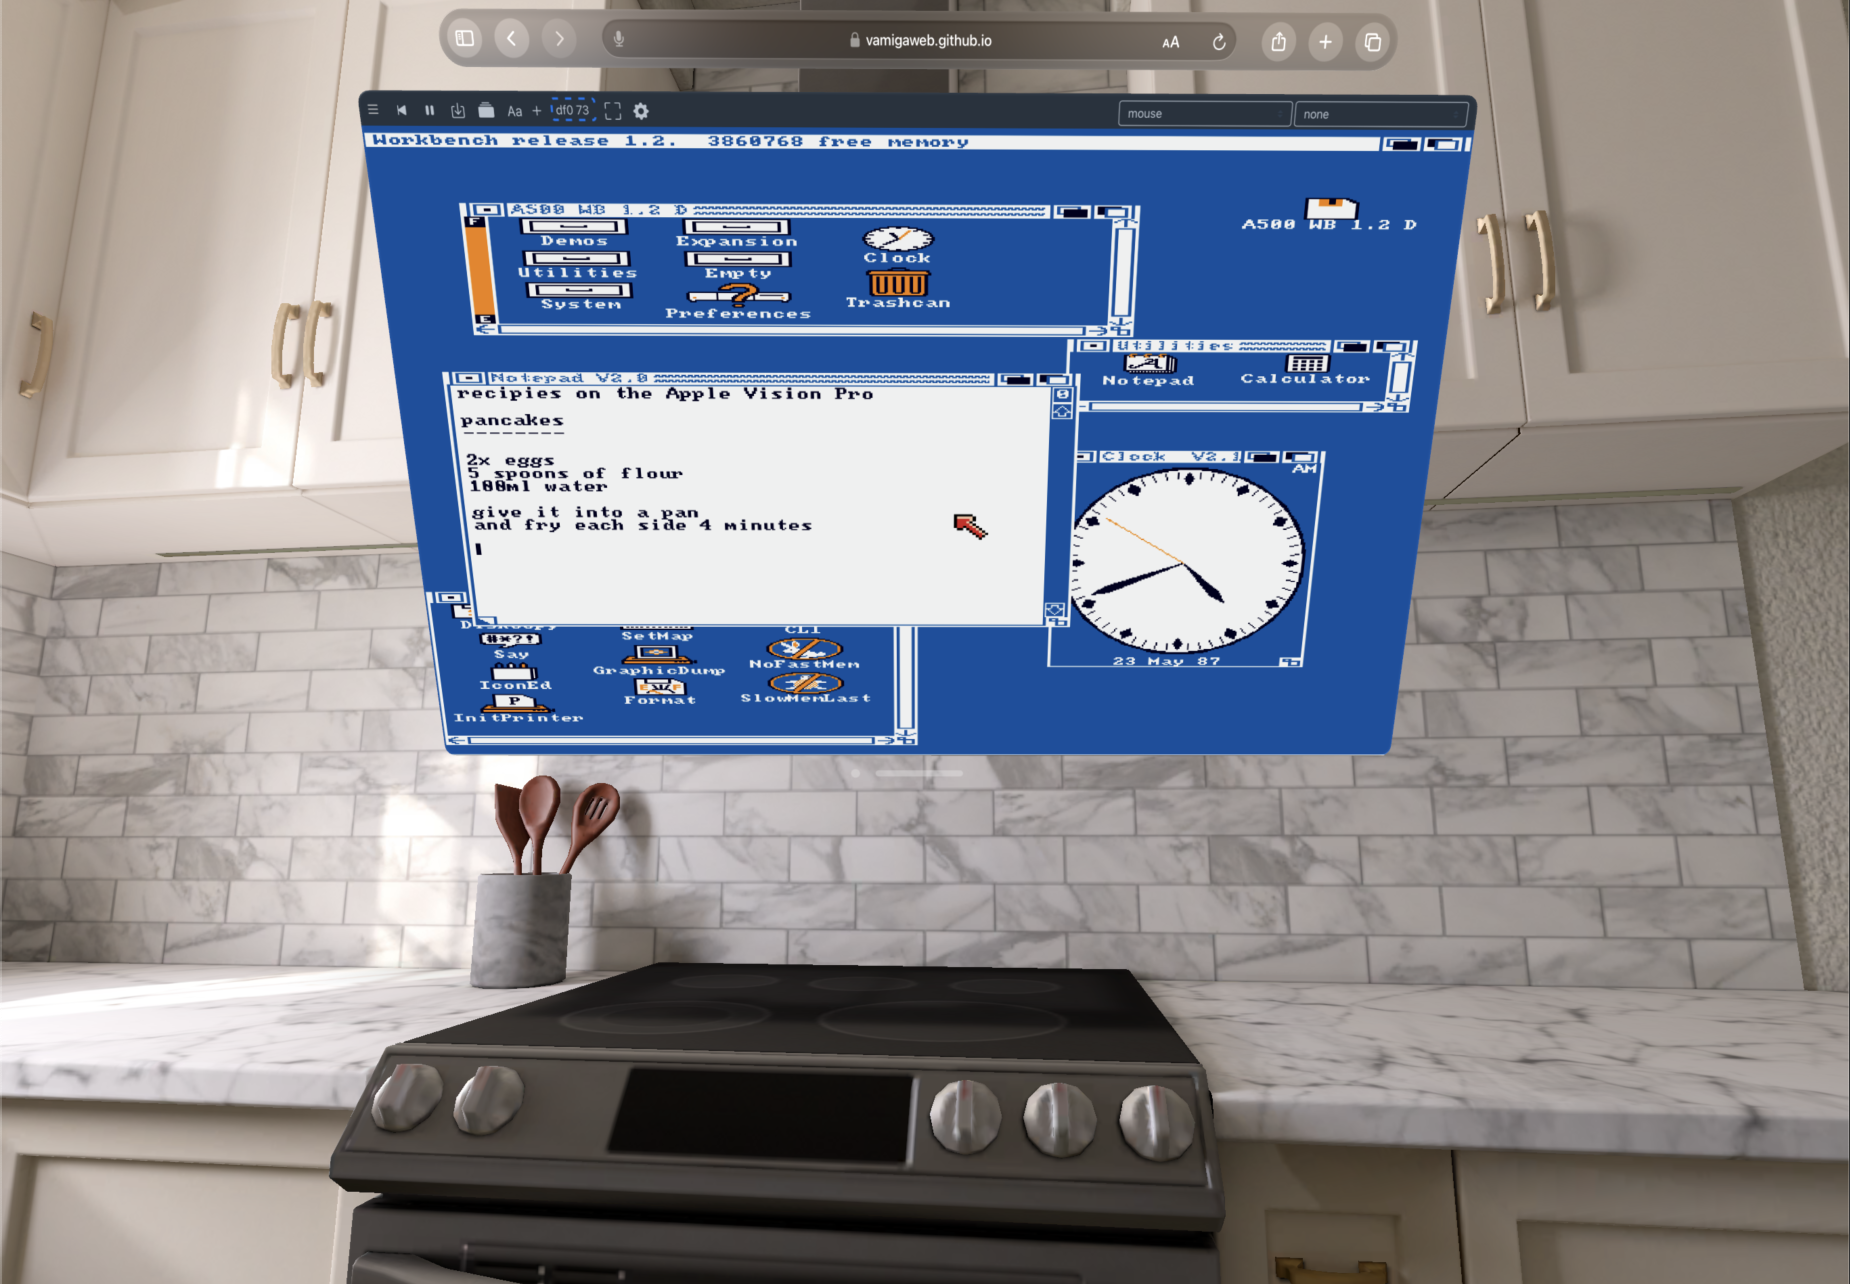 vamigaweb.github.io
AA
Aa + df0 73
mouse
none
Workbench release 1.2. 3860768 free memory
A500 WB 1.2 D
F
Demos
Expansion
Clock
Utilities
Empty
Trashcan
System
Preferences
E
A500 WB 1.2 D
Utilities
Notepad
Calculator
Notepad V2.0
0
recipies on the Apple Vision Pro
pancakes
--------
2x eggs
5 spoons of flour
100ml water
give it into a pan
and fry each side 4 minutes
Clock V2.1
AM
23 May 87
SetMap
CLI
#*?!
Say
GraphicDump
NoFastMem
IconEd
Format
SlowMemLast
P
InitPrinter